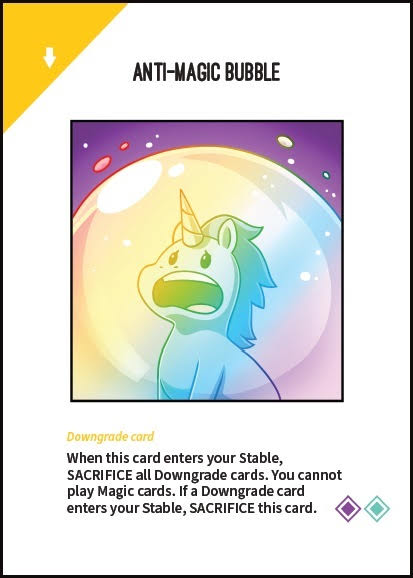 ANTI-MAGIC BUBBLE
Downgrade card
When this card enters your Stable,
SACRIFICE all Downgrade cards. You cannot
play Magic cards. If a Downgrade card
enters your Stable, SACRIFICE this card.